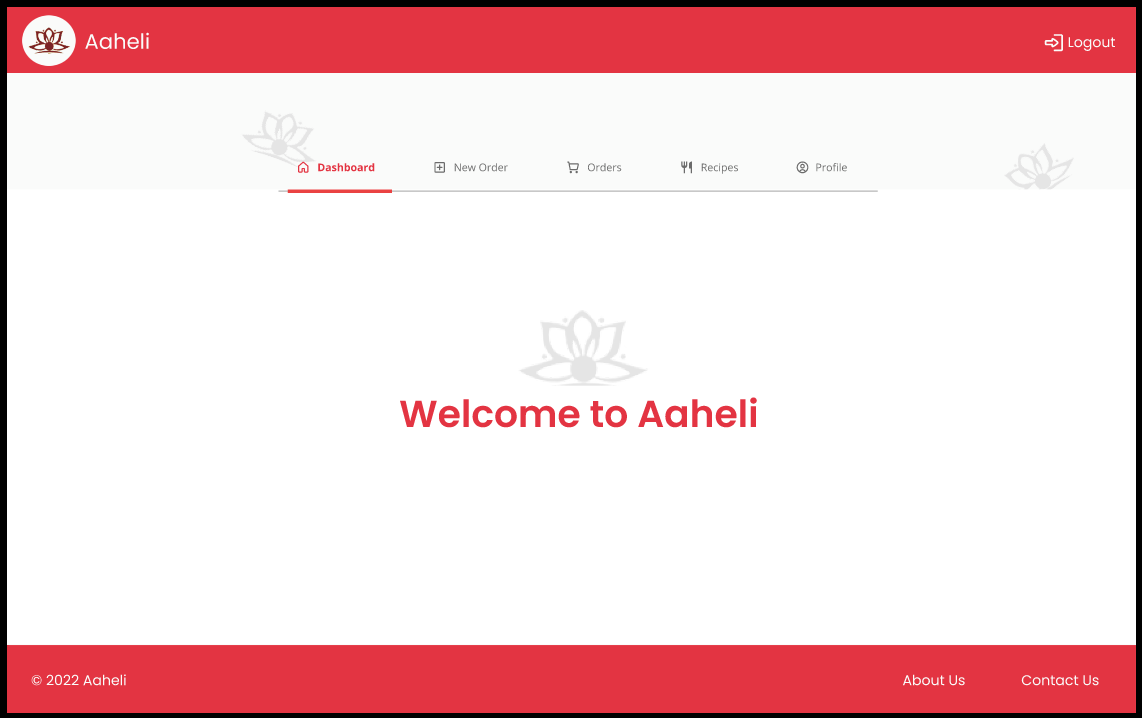 Aaheli
Logout
Dashboard
New Order
Orders
Recipes
Profile
Welcome to Aaheli
© 2022 Aaheli
About Us
Contact Us